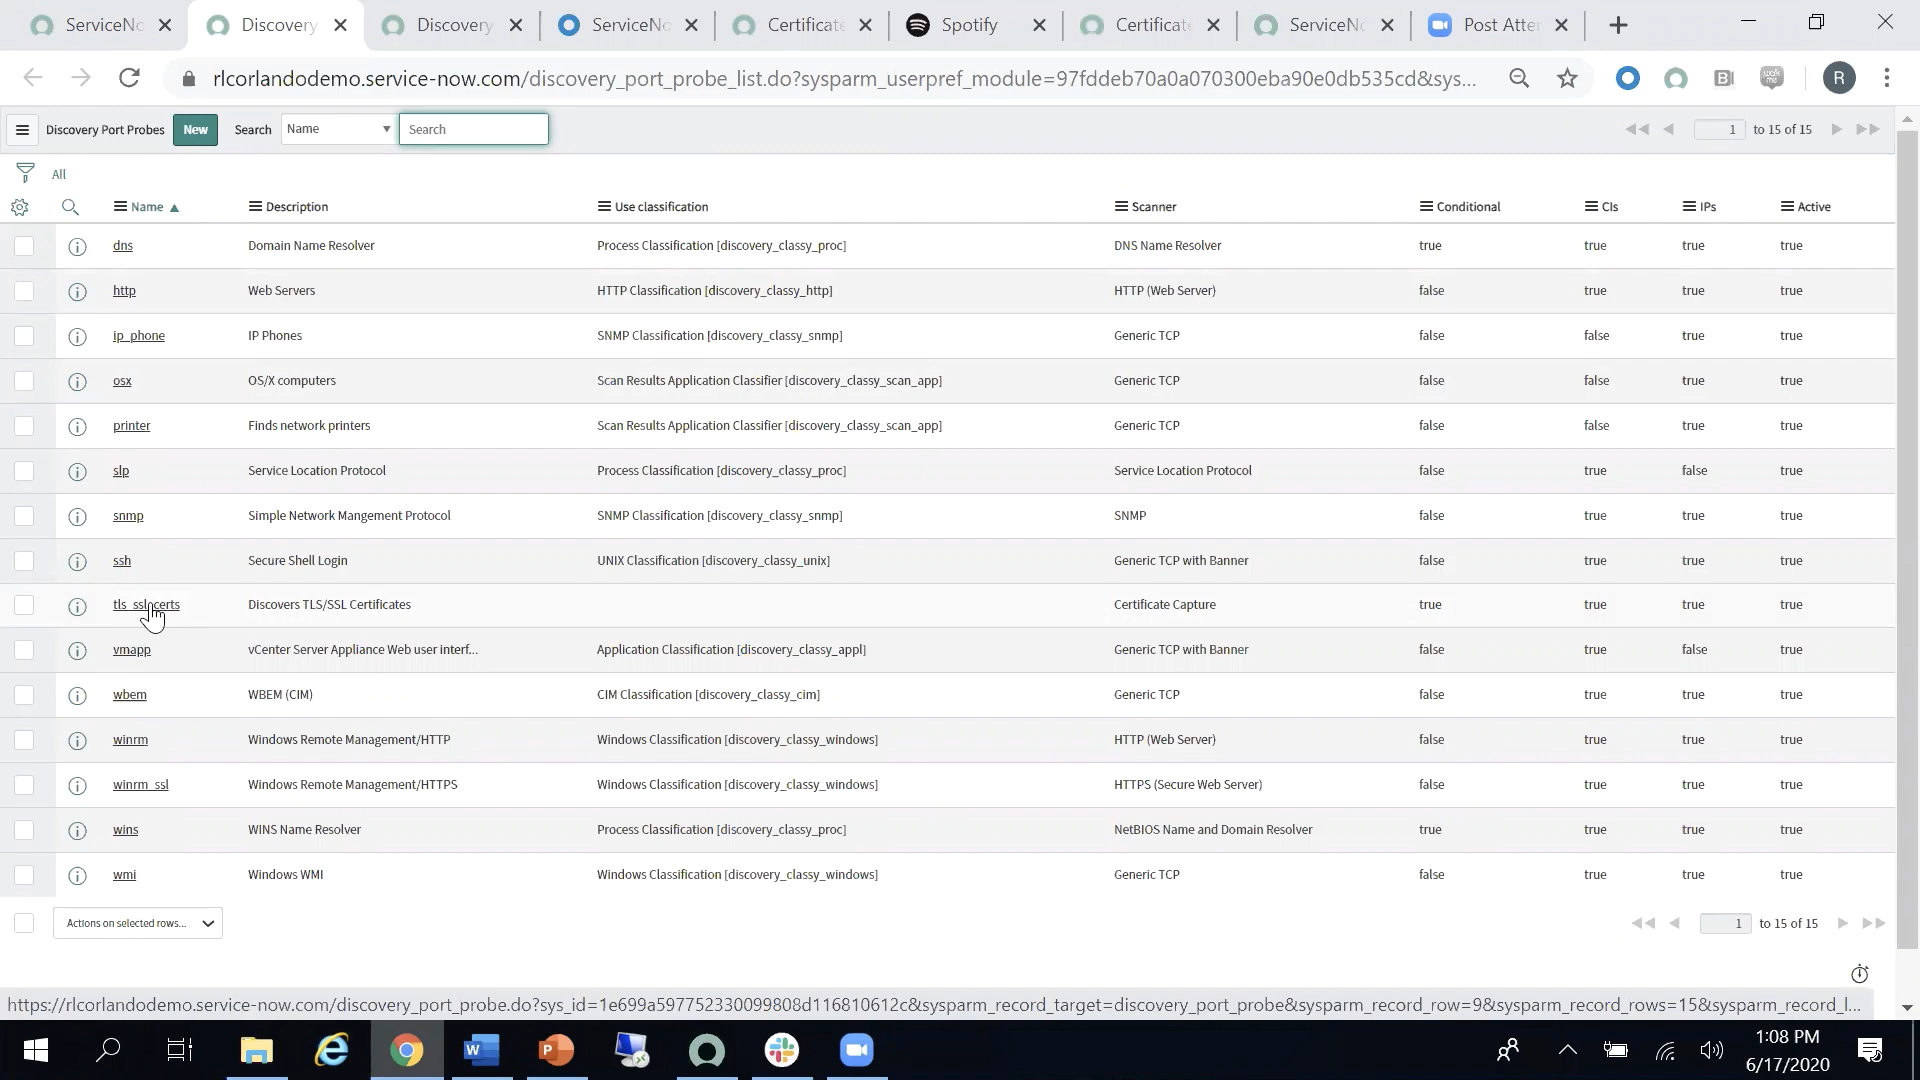 ServiceNo Discovery Discovery ServiceNo Certificate Spotify Certificate ServiceNo Post Atter
rlcorlandodemo.service-now.com/discovery_port_probe_list.do?sysparm_userpref_module=97fddeb70a0a070300eba90e0db535cd&sys... R
Discovery Port Probes New Search Name Search 1 to 15 of 15
All
Name Description Use classification Scanner Conditional CIs IPs Active
dns Domain Name Resolver Process Classification [discovery_classy_proc] DNS Name Resolver true true true true
http Web Servers HTTP Classification [discovery_classy_http] HTTP (Web Server) false true true true
ip_phone IP Phones SNMP Classification [discovery_classy_snmp] Generic TCP false false true true
osx OS/X computers Scan Results Application Classifier [discovery_classy_scan_app] Generic TCP false false true true
printer Finds network printers Scan Results Application Classifier [discovery_classy_scan_app] Generic TCP false false true true
slp Service Location Protocol Process Classification [discovery_classy_proc] Service Location Protocol false true false true
snmp Simple Network Mangement Protocol SNMP Classification [discovery_classy_snmp] SNMP false true true true
ssh Secure Shell Login UNIX Classification [discovery_classy_unix] Generic TCP with Banner false true true true
tls_sslcerts Discovers TLS/SSL Certificates Certificate Capture true true true true
vmapp vCenter Server Appliance Web user interf... Application Classification [discovery_classy_appl] Generic TCP with Banner false true false true
wbem WBEM (CIM) CIM Classification [discovery_classy_cim] Generic TCP false true true true
winrm Windows Remote Management/HTTP Windows Classification [discovery_classy_windows] HTTP (Web Server) false true true true
winrm_ssl Windows Remote Management/HTTPS Windows Classification [discovery_classy_windows] HTTPS (Secure Web Server) false true true true
wins WINS Name Resolver Process Classification [discovery_classy_proc] NetBIOS Name and Domain Resolver true true true true
wmi Windows WMI Windows Classification [discovery_classy_windows] Generic TCP false true true true
Actions on selected rows... 1 to 15 of 15
https://rlcorlandodemo.service-now.com/discovery_port_probe.do?sys_id=1e699a597752330099808d116810612c&sysparm_record_target=discovery_port_probe&sysparm_record_row=9&sysparm_record_rows=15&sysparm_record_l...
1:08 PM
6/17/2020